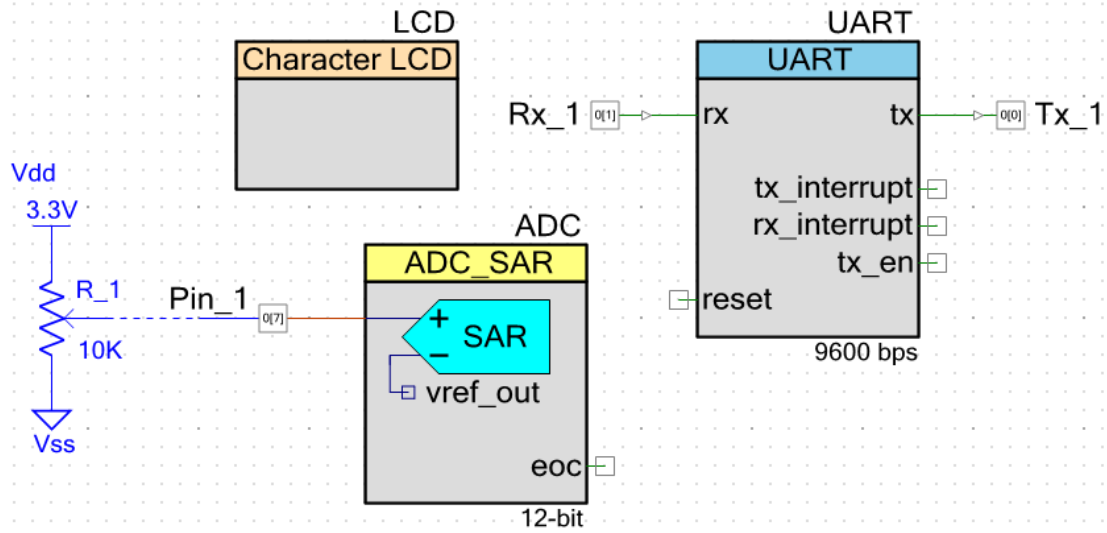 LCD
Character LCD
UART
UART
Rx_1
0[1]
rx
tx
0[0]
Tx_1
tx_interrupt
rx_interrupt
tx_en
reset
9600 bps
Vdd
3.3V
R_1
10K
Vss
Pin_1
0[7]
ADC
ADC_SAR
+
SAR
−
vref_out
eoc
12-bit